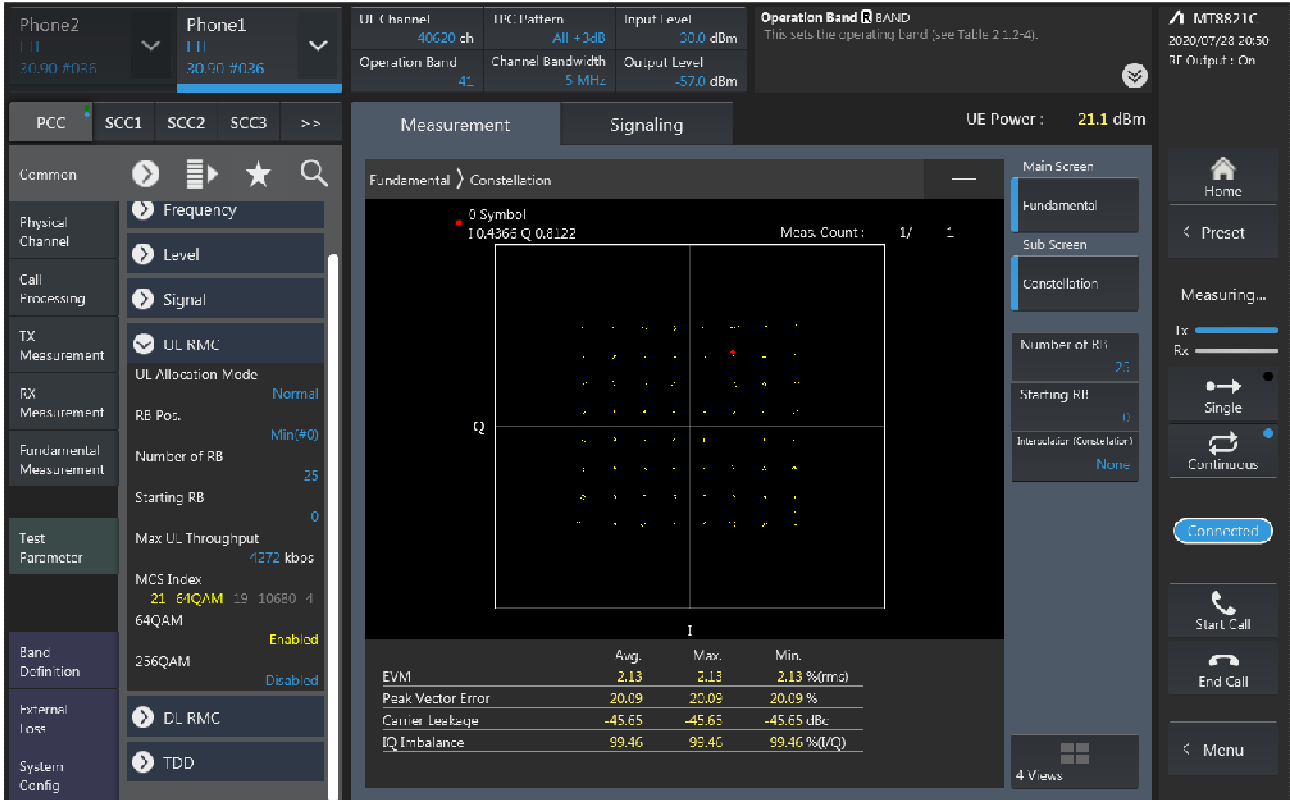 Phone2
30.90 #036
Phone1
30.90 #036
UL Channel
40620 ch
TPC Pattern
All +3dB
Input Level
30.0 dBm
Operation Band
41
Channel Bandwidth
5 MHz
Output Level
-57.0 dBm
Operation Band R BAND
This sets the operating band (see Table 2.1.2-4).
MT8821C
2020/07/28 20:50
RF Output : On
PCC
SCC1
SCC2
SCC3
>>
Measurement
Signaling
UE Power : 21.1 dBm
Common
Physical
Channel
Call
Processing
TX
Measurement
RX
Measurement
Fundamental
Measurement
Test
Parameter
Band
Definition
External
Loss
System
Config
Frequency
Level
Signal
UL RMC
UL Allocation Mode
Normal
RB Pos.
Min(#0)
Number of RB
25
Starting RB
0
Max UL Throughput
4272 kbps
MCS Index
21 64QAM 19 10680 4
64QAM
Enabled
256QAM
Disabled
DL RMC
TDD
Fundamental > Constellation
0 Symbol
I 0.4366 Q 0.8122
Meas. Count : 1/ 1
Q
I
Avg. Max. Min.
EVM 2.13 2.13 2.13 %(rms)
Peak Vector Error 20.09 20.09 20.09 %
Carrier Leakage -45.65 -45.65 -45.65 dBc
IQ Imbalance 99.46 99.46 99.46 %(I/Q)
Main Screen
Fundamental
Sub Screen
Constellation
Number of RB
25
Starting RB
0
Interpolation (Constellation)
None
4 Views
Home
< Preset
Measuring...
Tx
Rx
Single
Continuous
Connected
Start Call
End Call
< Menu